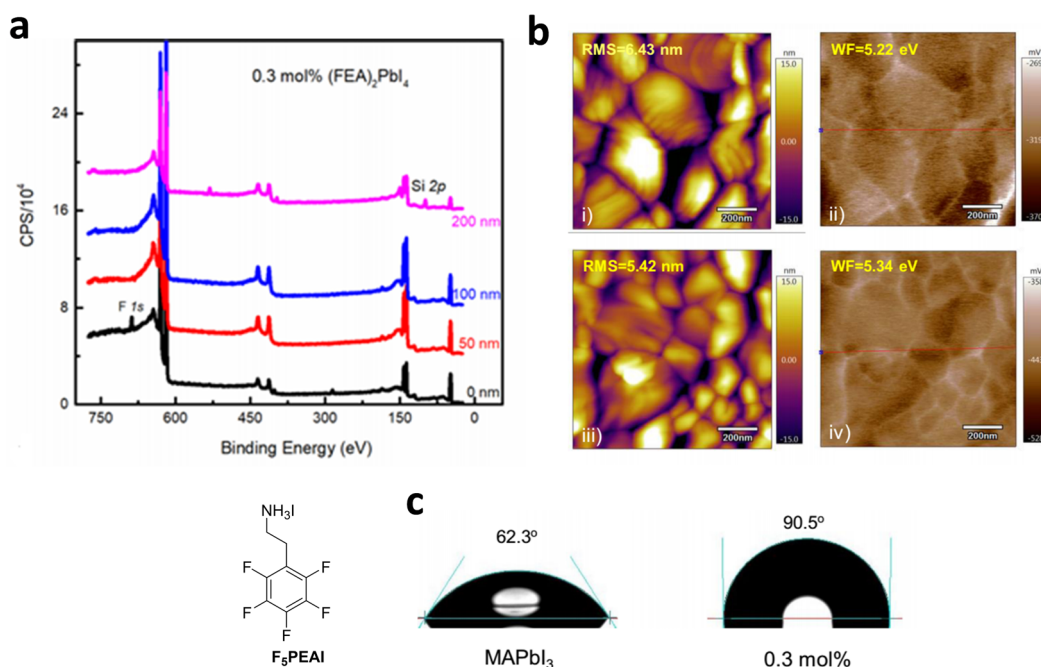 a
0.3 mol% (FEA)₂PbI₄
CPS/10⁴
24
16
8
0
Si 2p
200 nm
100 nm
F 1s
50 nm
0 nm
750 600 450 300 150 0
Binding Energy (eV)
b
RMS=6.43 nm
i)
200nm
nm
15.0
0.00
-15.0
WF=5.22 eV
ii)
200nm
mV
-370
RMS=5.42 nm
iii)
200nm
nm
15.0
0.00
-15.0
WF=5.34 eV
iv)
200nm
mV
NH₃I
F F
F F
F
F₅PEAI
c
62.3º
MAPbI₃
90.5º
0.3 mol%